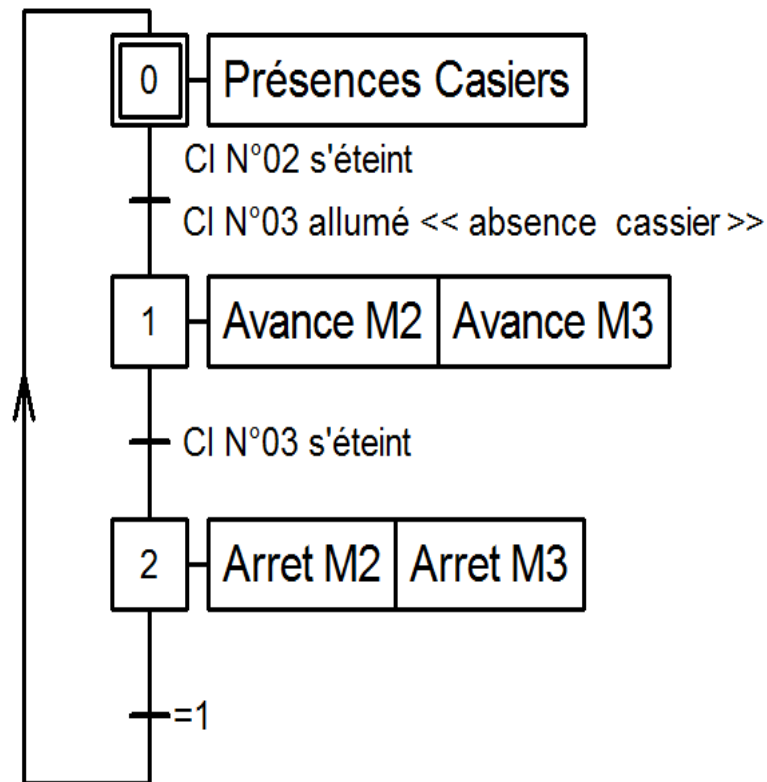 0
Présences Casiers
CI N°02 s'éteint
CI N°03 allumé << absence cassier >>
1
Avance M2
Avance M3
CI N°03 s'éteint
2
Arret M2
Arret M3
=1